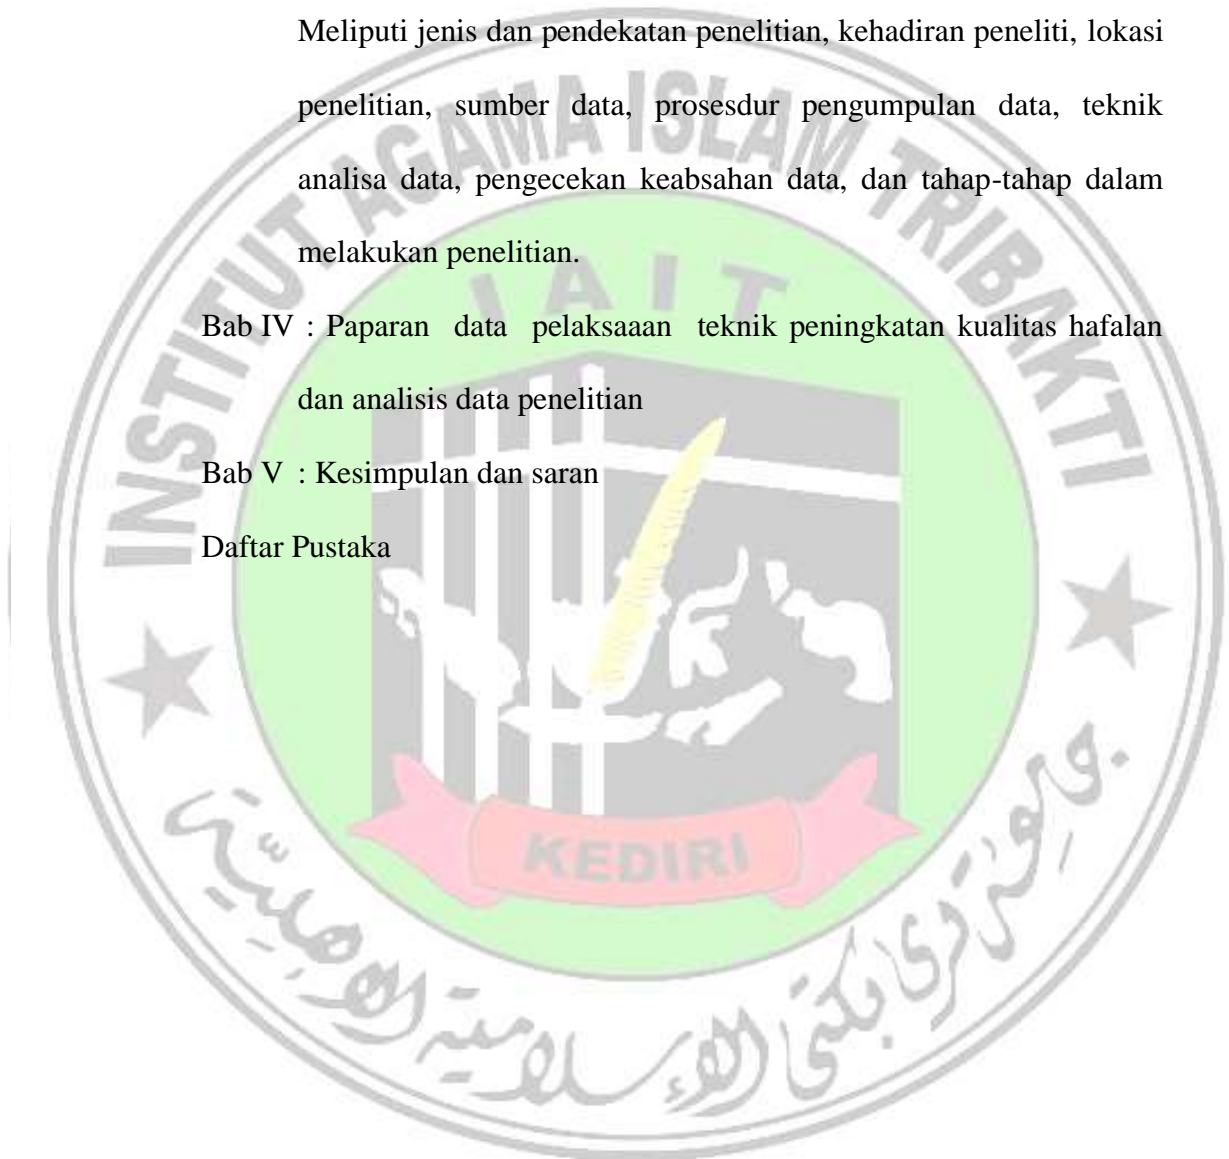 Meliputi jenis dan pendekatan penelitian, kehadiran peneliti, lokasi
penelitian, sumber data, prosesdur pengumpulan data, teknik
analisa data, pengecekan keabsahan data, dan tahap-tahap dalam
melakukan penelitian.
Bab IV : Paparan data pelaksaaan teknik peningkatan kualitas hafalan
dan analisis data penelitian
Bab V : Kesimpulan dan saran
Daftar Pustaka
INSTITUT AGAMA ISLAM TRIBAKTI
IAIT
KEDIRI